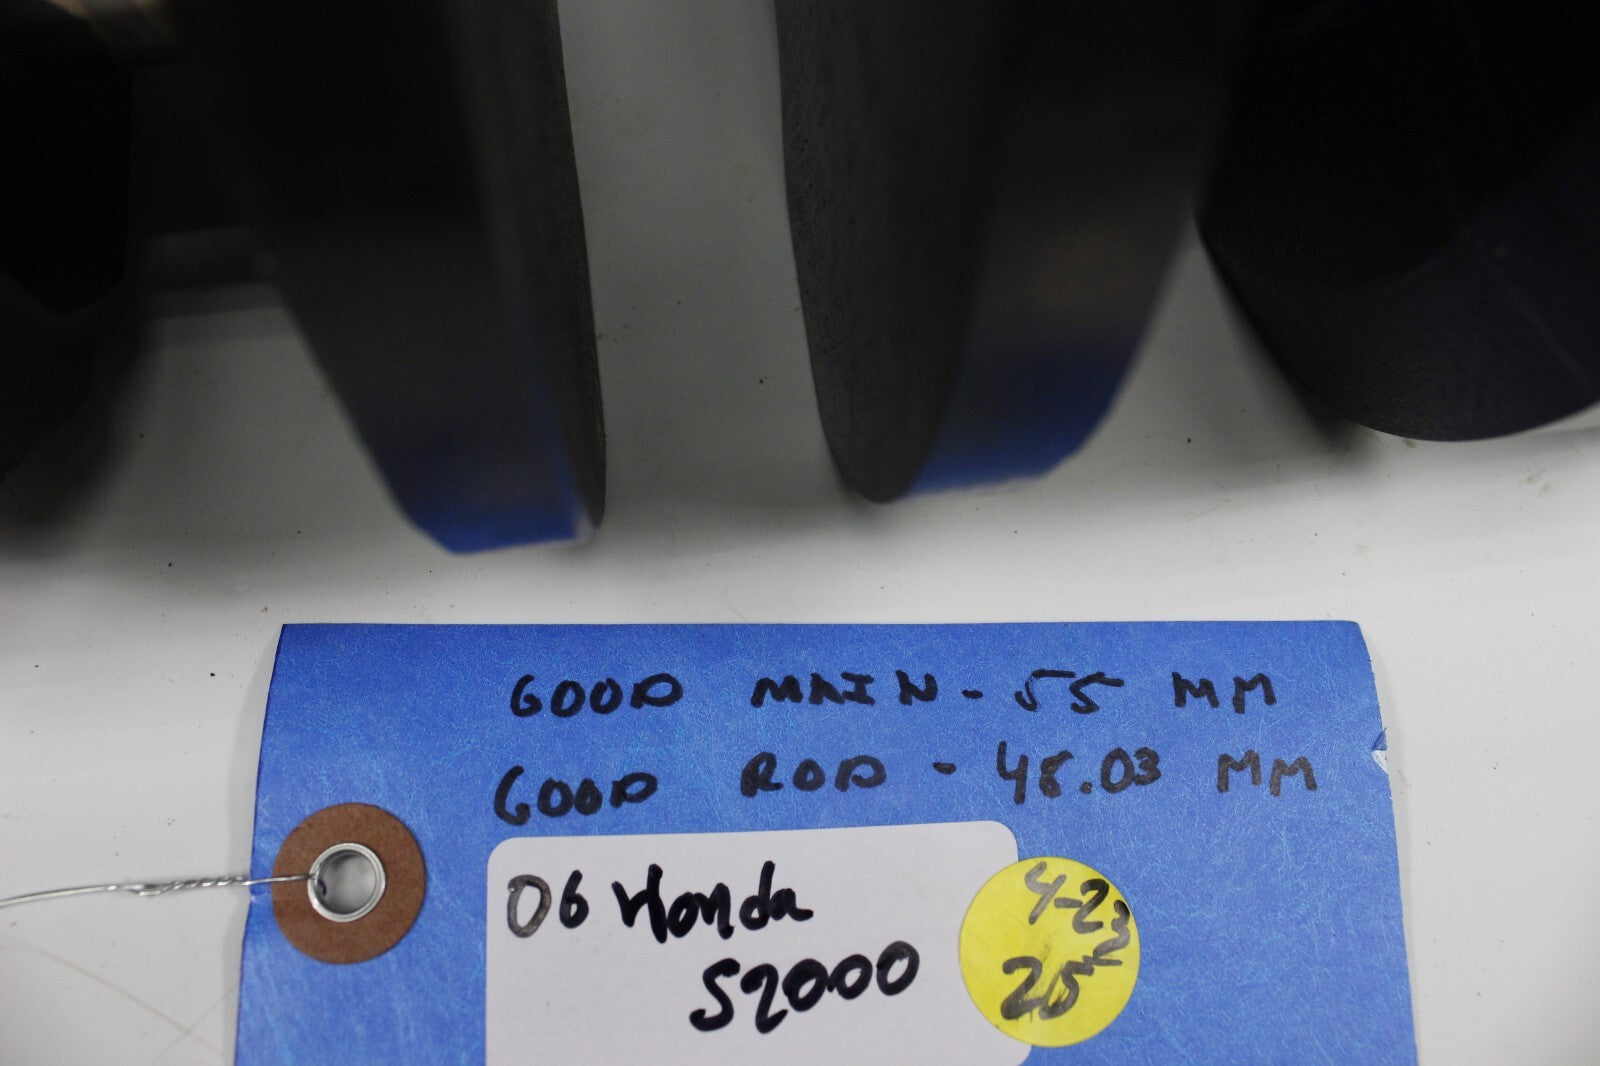 GOOD MAIN - 55 MM
GOOD ROD - 48.03 MM
06 Honda
S2000
4-23
25